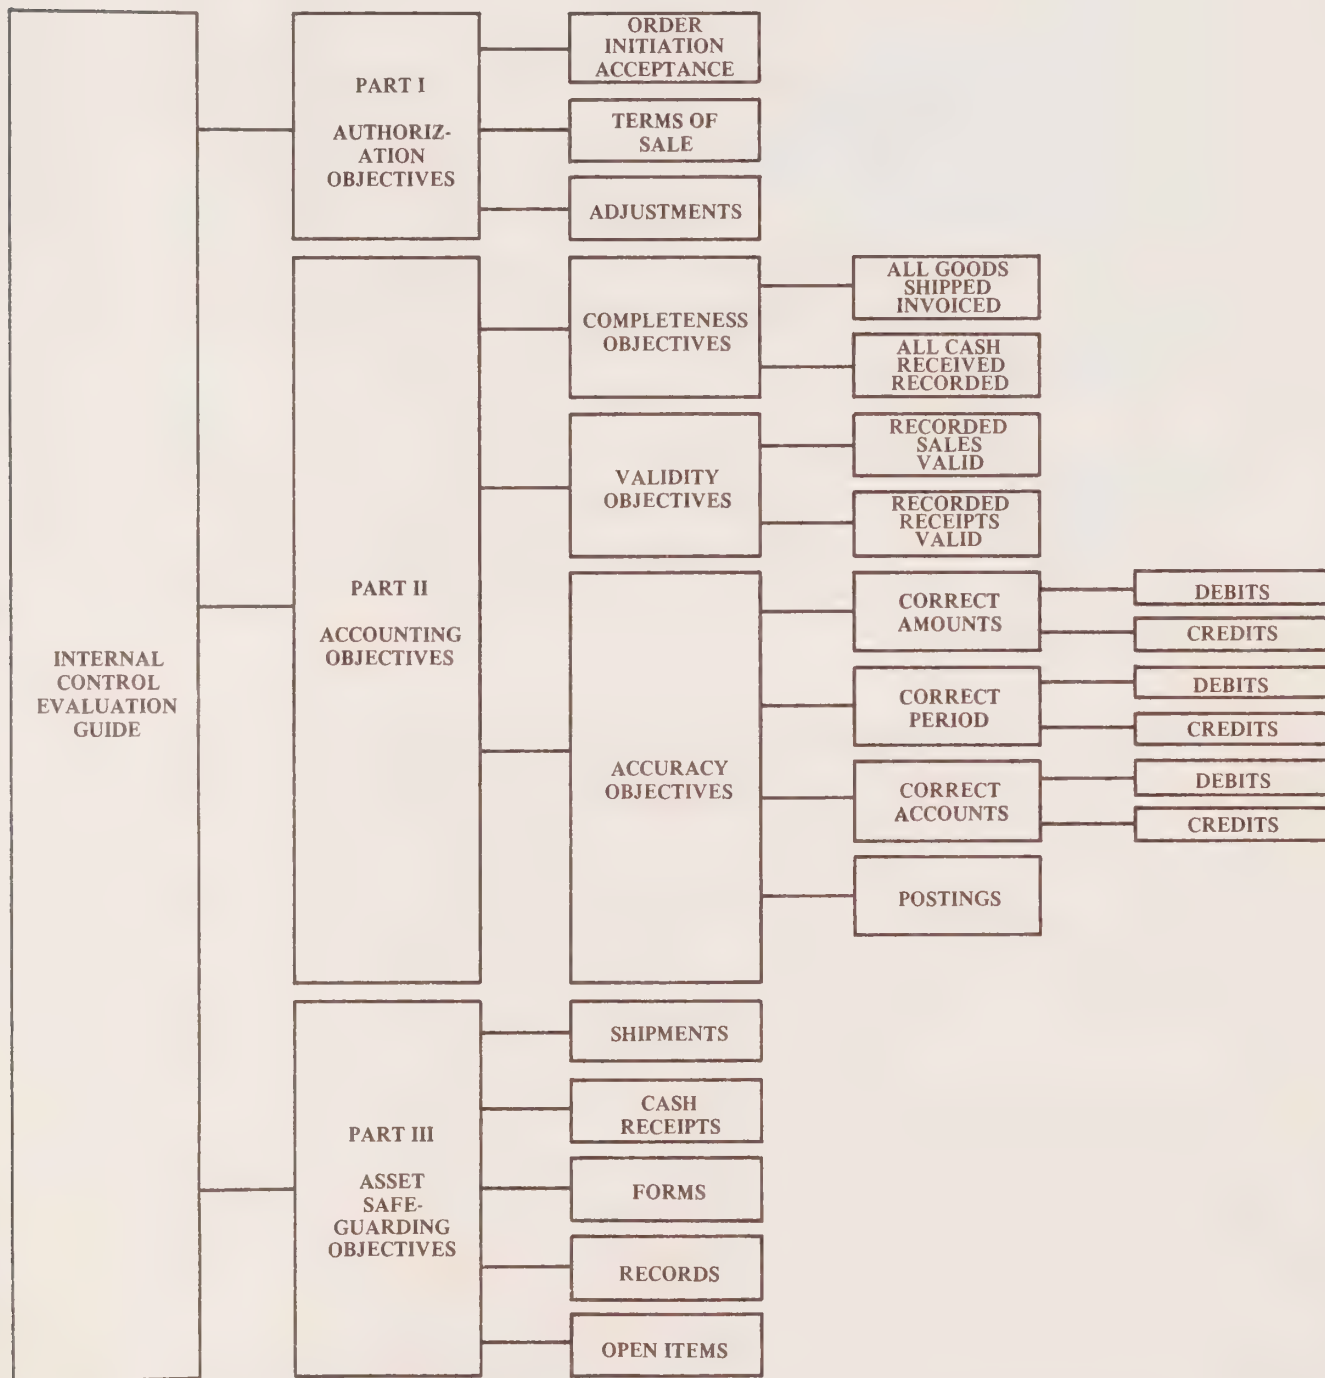 INTERNAL
CONTROL
EVALUATION
GUIDE
PART I
AUTHORIZ-
ATION
OBJECTIVES
ORDER
INITIATION
ACCEPTANCE
TERMS OF
SALE
ADJUSTMENTS
PART II
ACCOUNTING
OBJECTIVES
COMPLETENESS
OBJECTIVES
ALL GOODS
SHIPPED
INVOICED
ALL CASH
RECEIVED
RECORDED
VALIDITY
OBJECTIVES
RECORDED
SALES
VALID
RECORDED
RECEIPTS
VALID
ACCURACY
OBJECTIVES
CORRECT
AMOUNTS
DEBITS
CREDITS
CORRECT
PERIOD
DEBITS
CREDITS
CORRECT
ACCOUNTS
DEBITS
CREDITS
POSTINGS
PART III
ASSET
SAFE-
GUARDING
OBJECTIVES
SHIPMENTS
CASH
RECEIPTS
FORMS
RECORDS
OPEN ITEMS